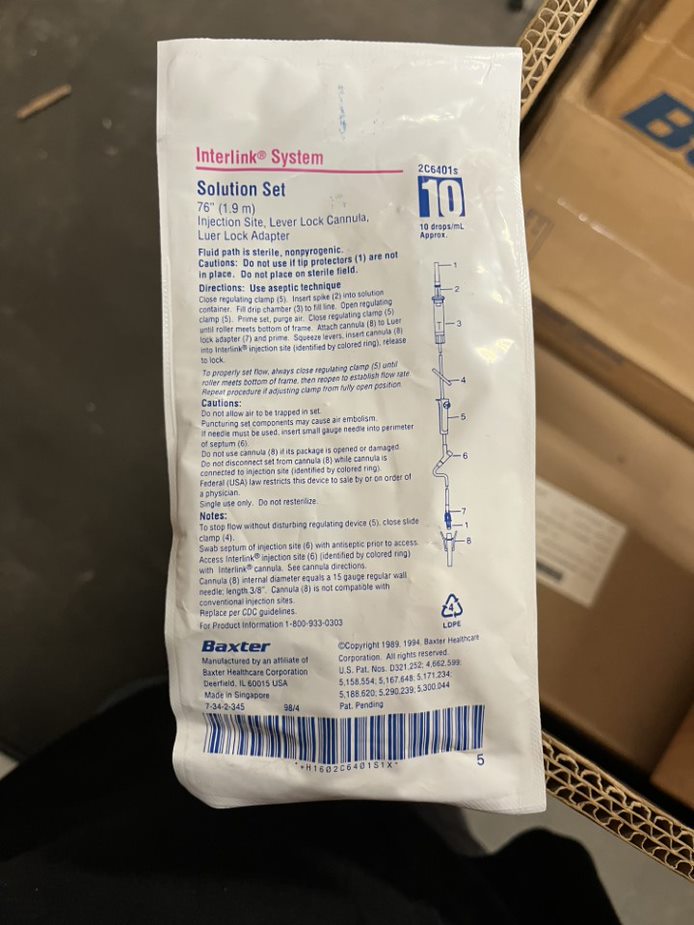 Interlink® System
Solution Set
76" (1.9 m)
Injection Site, Lever Lock Cannula,
Luer Lock Adapter
2C6401s
10
10 drops/mL
Approx.
Fluid path is sterile, nonpyrogenic.
Cautions: Do not use if tip protectors (1) are not
in place. Do not place on sterile field.
Directions: Use aseptic technique
Close regulating clamp (5). Insert spike (2) into solution
container. Fill drip chamber (3) to fill line. Open regulating
clamp (5). Prime set, purge air. Close regulating clamp (5)
until roller meets bottom of frame. Attach cannula (8) to Luer
lock adapter (7) and prime. Squeeze levers, insert cannula (8)
into Interlink® injection site (identified by colored ring), release
to lock.
To properly set flow, always close regulating clamp (5) until
roller meets bottom of frame, then reopen to establish flow rate.
Repeat procedure if adjusting clamp from fully open position.
Cautions:
Do not allow air to be trapped in set.
Puncturing set components may cause air embolism.
If needle must be used, insert small gauge needle into perimeter
of septum (6).
Do not use cannula (8) if its package is opened or damaged.
Do not disconnect set from cannula (8) while cannula is
connected to injection site (identified by colored ring).
Federal (USA) law restricts this device to sale by or on order of
a physician.
Single use only. Do not resterilize.
Notes:
To stop flow without disturbing regulating device (5), close slide
clamp (4).
Swab septum of injection site (6) with antiseptic prior to access.
Access Interlink® injection site (6) (identified by colored ring)
with Interlink® cannula. See cannula directions.
Cannula (8) internal diameter equals a 15 gauge regular wall
needle; length 3/8". Cannula (8) is not compatible with
conventional injection sites.
Replace per CDC guidelines.
For Product Information 1-800-933-0303
1
2
3
4
5
6
7
1
8
4
LDPE
Baxter
Manufactured by an affiliate of
Baxter Healthcare Corporation
Deerfield, IL 60015 USA
Made in Singapore
7-34-2-345 98/4
©Copyright 1989, 1994, Baxter Healthcare
Corporation. All rights reserved.
U.S. Pat. Nos. D321,252; 4,662,599;
5,158,554; 5,167,648; 5,171,234;
5,188,620; 5,290,239; 5,300,044
Pat. Pending
*+H1602C6401S1X*
5
B